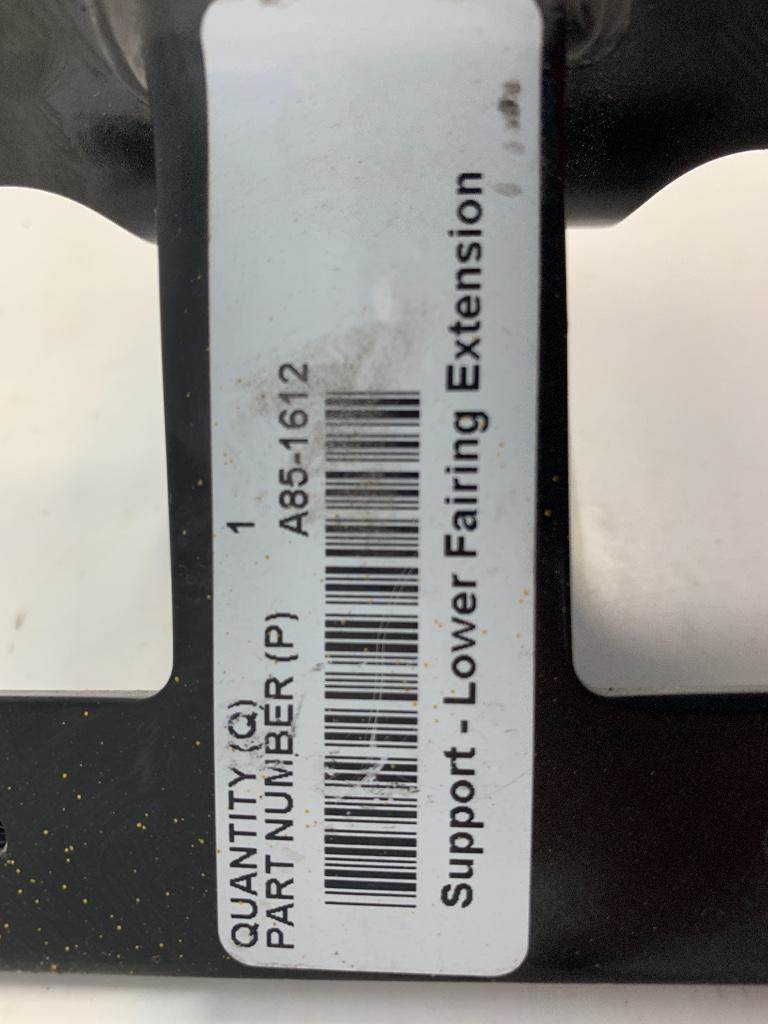 QUANTITY (Q) 1
PART NUMBER (P) A85-1612
Support - Lower Fairing Extension